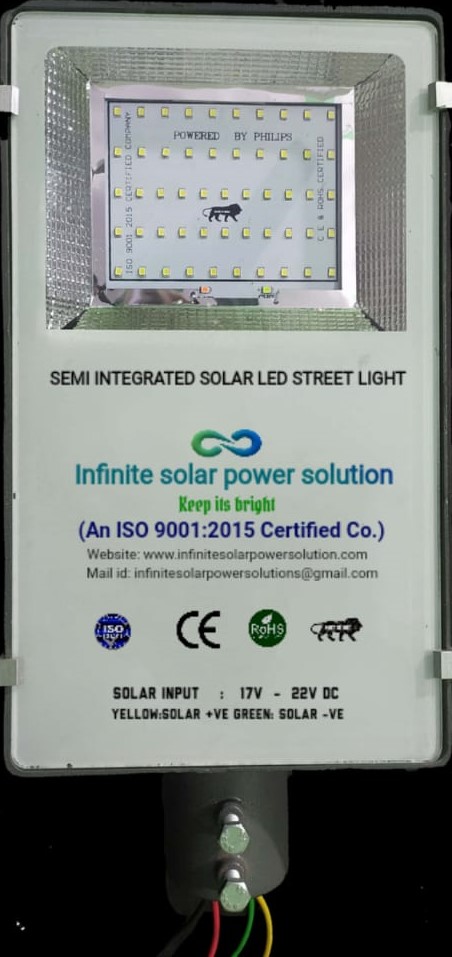 POWERED BY PHILIPS
ISO 9001 2015 CERTIFIED COMPANY
C.E & ROHS CERTIFIED
SEMI INTEGRATED SOLAR LED STREET LIGHT
Infinite solar power solution
Keep its bright
(An ISO 9001:2015 Certified Co.)
Website: www.infinitesolarpowersolution.com
Mail id: infinitesolarpowersolutions@gmail.com
ISO CE RoHS
SOLAR INPUT : 17V - 22V DC
YELLOW:SOLAR +VE GREEN: SOLAR -VE